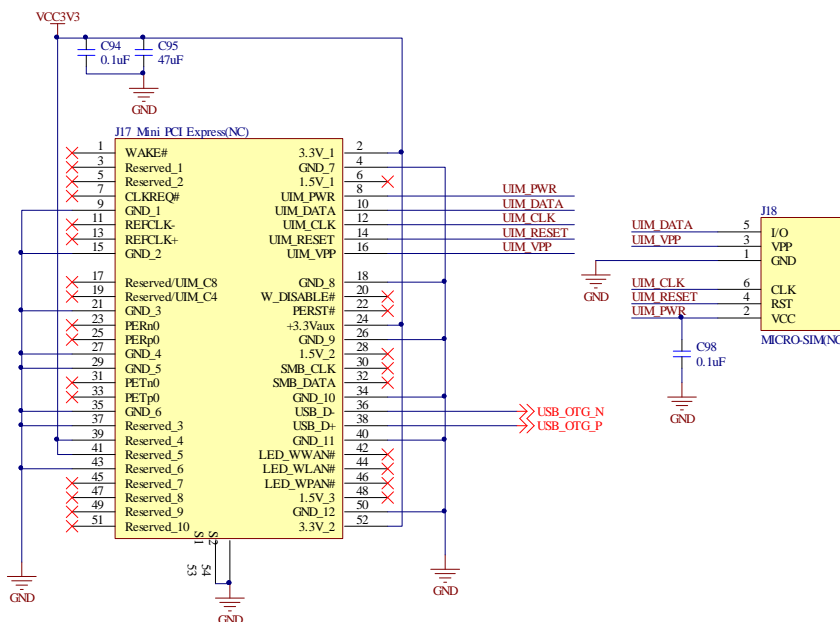 VCC3V3
C94
0.1uF
C95
47uF
GND
J17 Mini PCI Express(NC)
1 WAKE# 3.3V_1 2
3 Reserved_1 GND_7 4
5 Reserved_2 1.5V_1 6
7 CLKREQ# UIM_PWR 8 UIM_PWR
9 GND_1 UIM_DATA 10 UIM_DATA
11 REFCLK- UIM_CLK 12 UIM_CLK
13 REFCLK+ UIM_RESET 14 UIM_RESET
15 GND_2 UIM_VPP 16 UIM_VPP
17 Reserved/UIM_C8 GND_8 18
19 Reserved/UIM_C4 W_DISABLE# 20
21 GND_3 PERST# 22
23 PERn0 +3.3Vaux 24
25 PERp0 GND_9 26
27 GND_4 1.5V_2 28
29 GND_5 SMB_CLK 30
31 PETn0 SMB_DATA 32
33 PETp0 GND_10 34
35 GND_6 USB_D- 36 USB_OTG_N
37 Reserved_3 USB_D+ 38 USB_OTG_P
39 Reserved_4 GND_11 40
41 Reserved_5 LED_WWAN# 42
43 Reserved_6 LED_WLAN# 44
45 Reserved_7 LED_WPAN# 46
47 Reserved_8 1.5V_3 48
49 Reserved_9 GND_12 50
51 Reserved_10 3.3V_2 52
S1 S2
53 54
GND
GND
GND
J18
UIM_DATA 5 I/O
UIM_VPP 3 VPP
1 GND
GND
UIM_CLK 6 CLK
UIM_RESET 4 RST
UIM_PWR 2 VCC
MICRO-SIM(NC
C98
0.1uF
GND